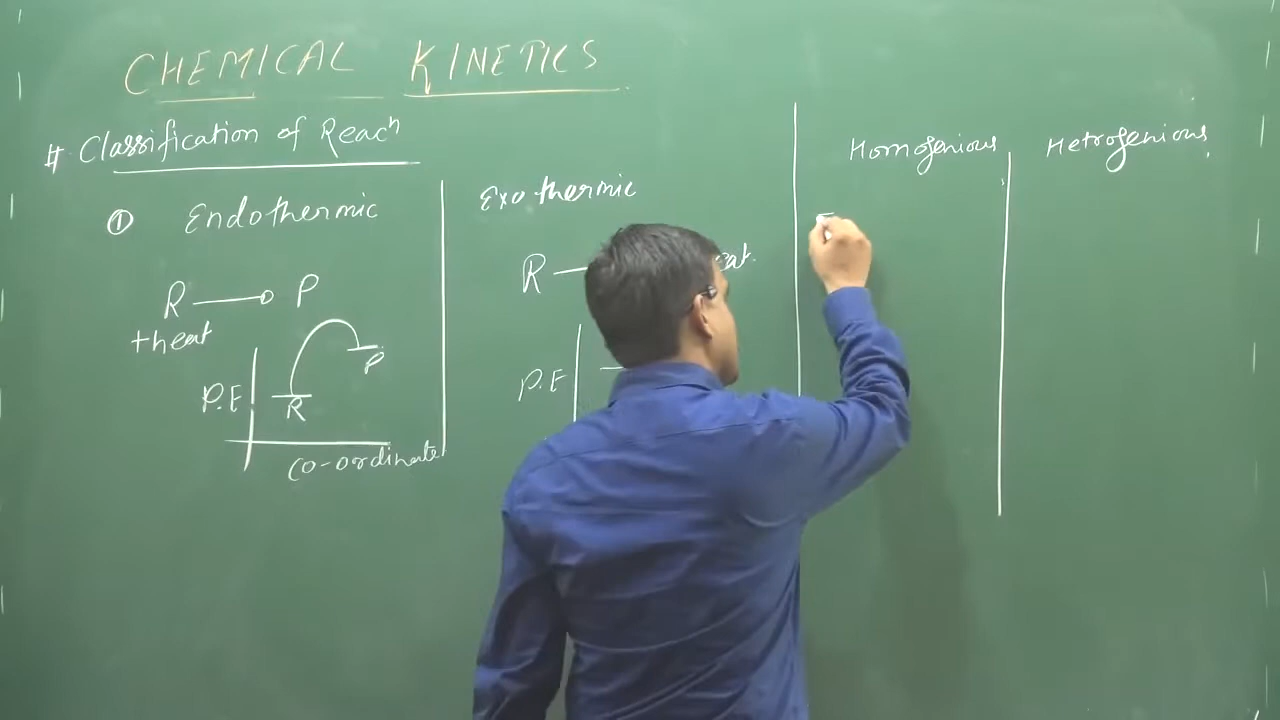 CHEMICAL KINETICS
# Classification of Reacⁿ
① Endothermic
R → P
+heat
P.E
R
P
Co-ordinate
Exothermic
R
P.E
Homogenious
Hetrogenious